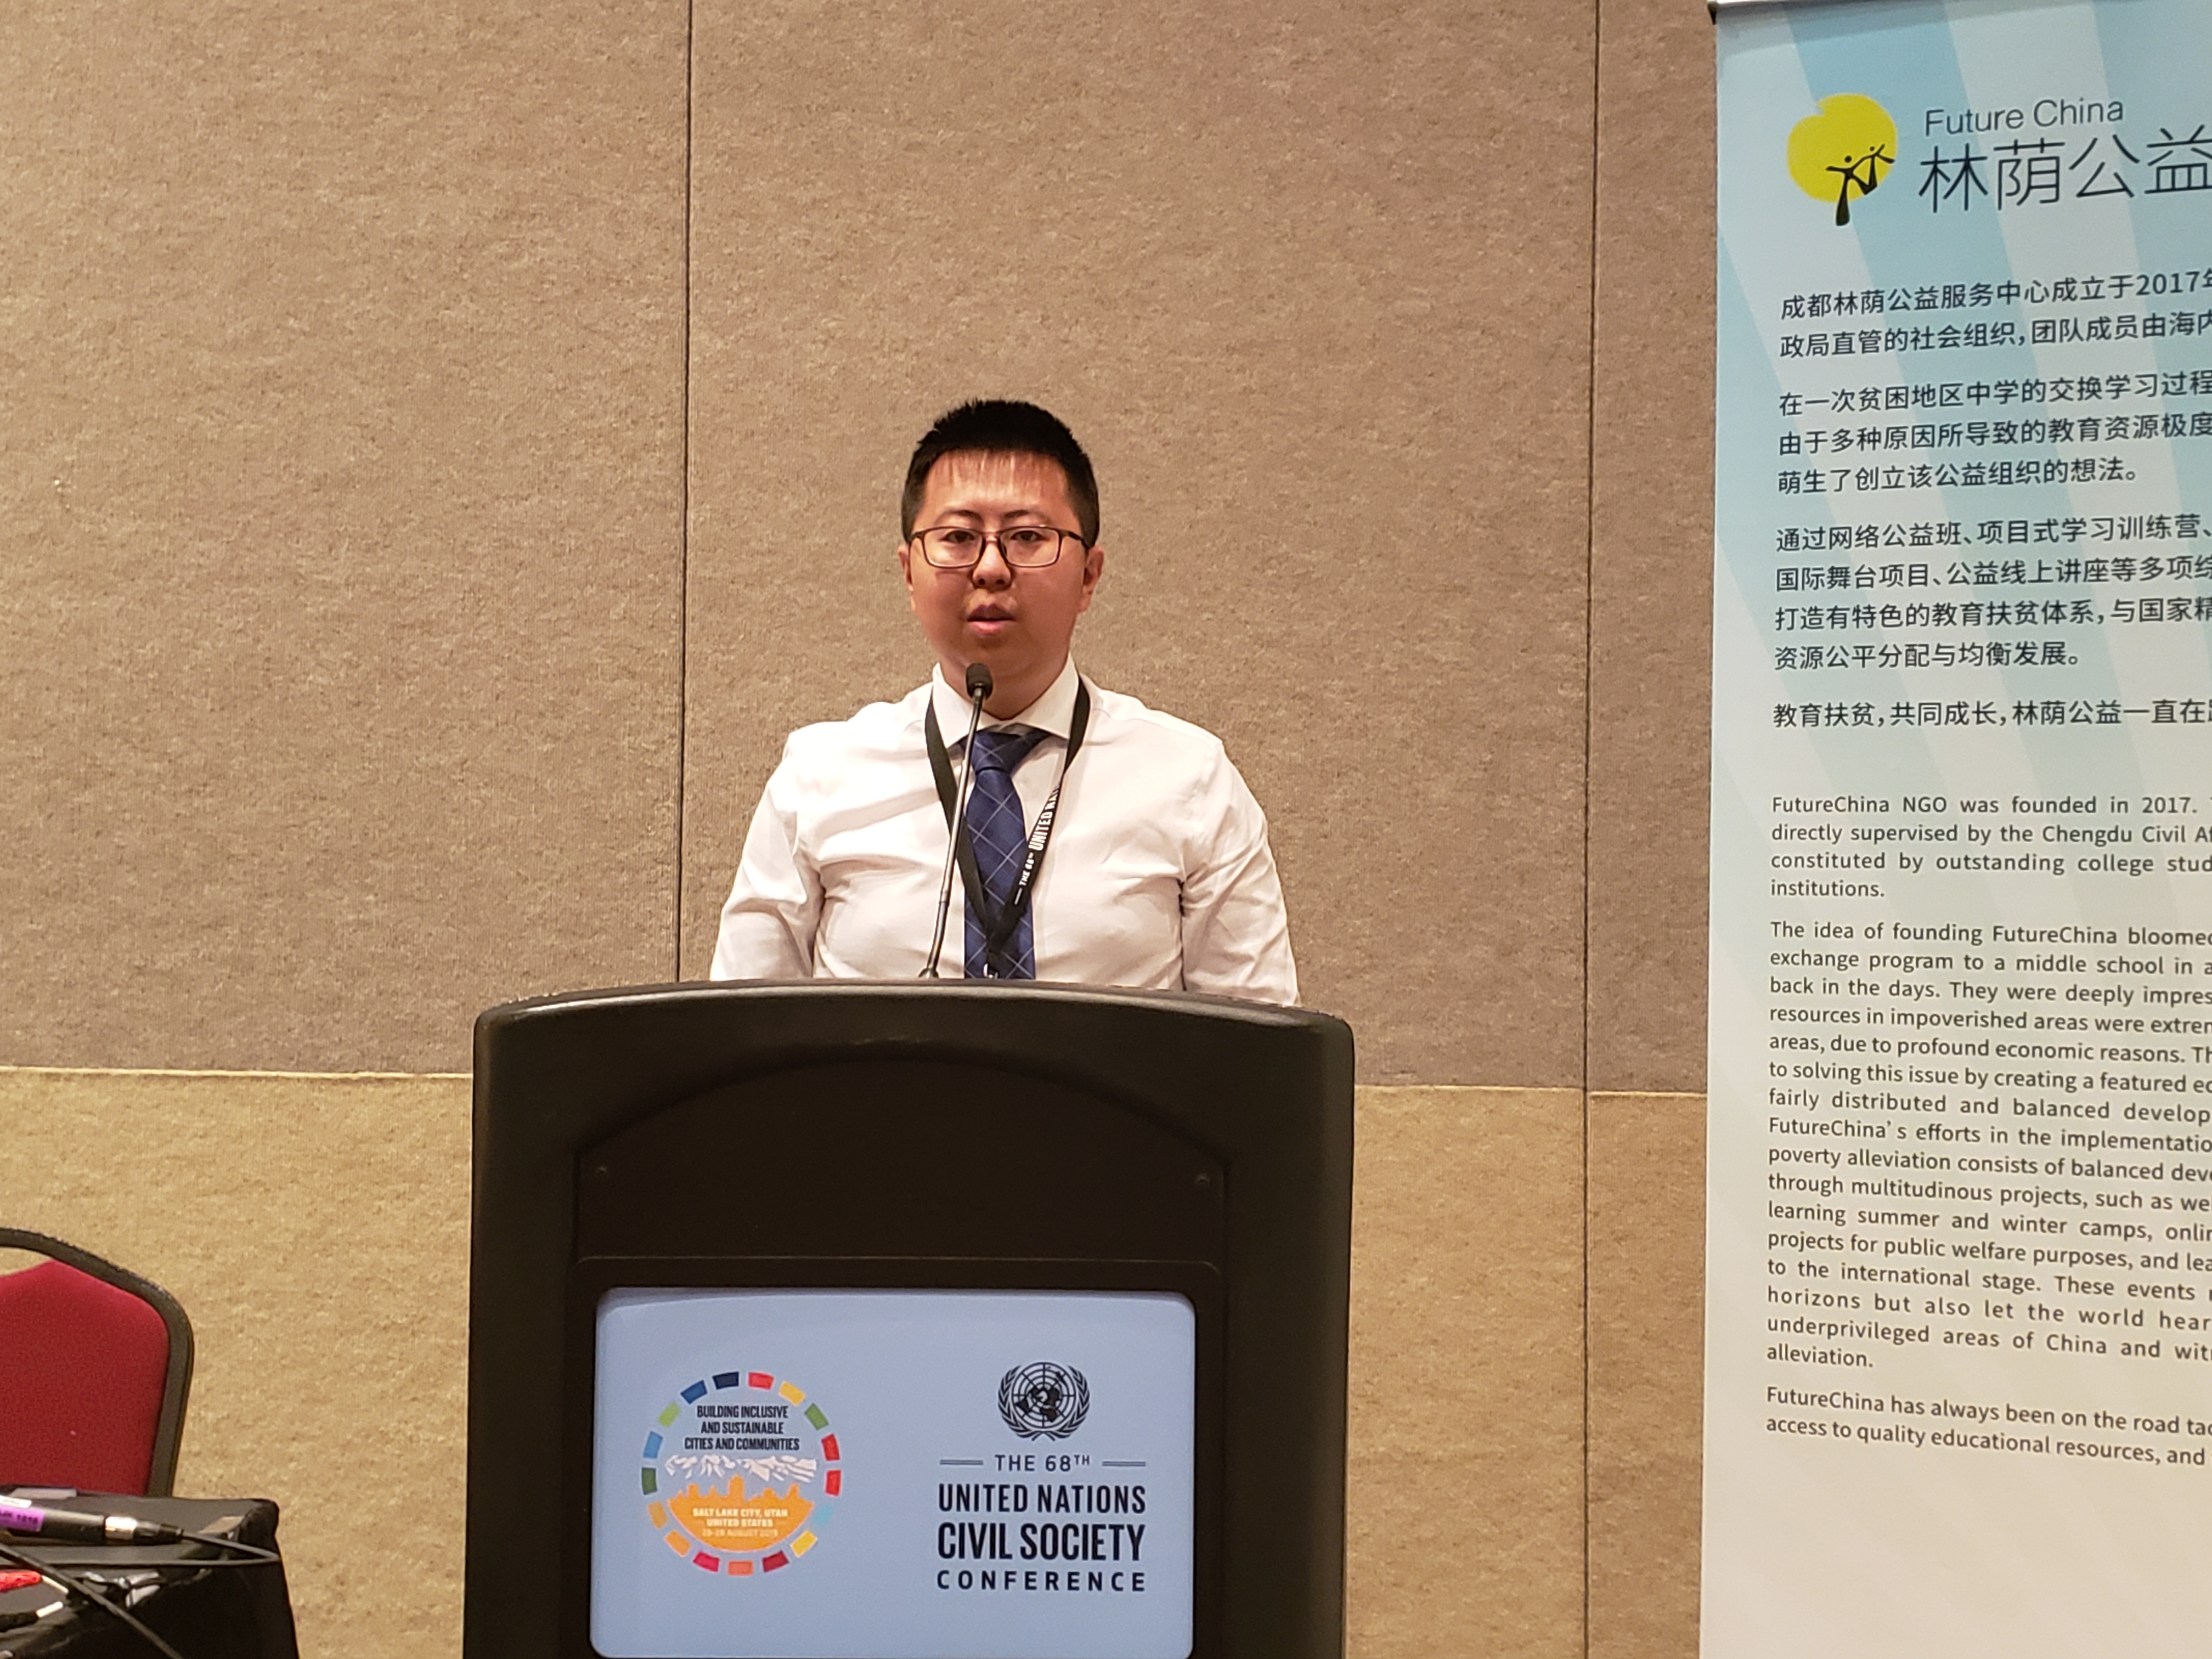 Future China
林荫公益
成都林荫公益服务中心成立于2017年
政局直管的社会组织，团队成员由海内
在一次贫困地区中学的交换学习过程
由于多种原因所导致的教育资源极度
萌生了创立该公益组织的想法。
通过网络公益班、项目式学习训练营、
国际舞台项目、公益线上讲座等多项综
打造有特色的教育扶贫体系，与国家精
资源公平分配与均衡发展。
教育扶贫，共同成长，林荫公益一直在
FutureChina NGO was founded in 2017.
directly supervised by the Chengdu Civil
constituted by outstanding college
institutions.
The idea of founding FutureChina bloomed
exchange program to a middle school in a
back in the days. They were deeply
resources in impoverished areas were
areas, due to profound economic reasons.
to solving this issue by creating a featured
fairly distributed and balanced
FutureChina's efforts in the
poverty alleviation consists of balanced
through multitudinous projects, such as
learning summer and winter camps,
projects for public welfare purposes, and
to the international stage. These events
horizons but also let the world hear
underprivileged areas of China and
alleviation.
FutureChina has always been on the road
access to quality educational resources, and
THE 68TH UNITED
BUILDING INCLUSIVE
AND SUSTAINABLE
CITIES AND COMMUNITIES
SALT LAKE CITY, UTAH
UNITED STATES
26-28 AUGUST 2019
THE 68TH
UNITED NATIONS
CIVIL SOCIETY
CONFERENCE